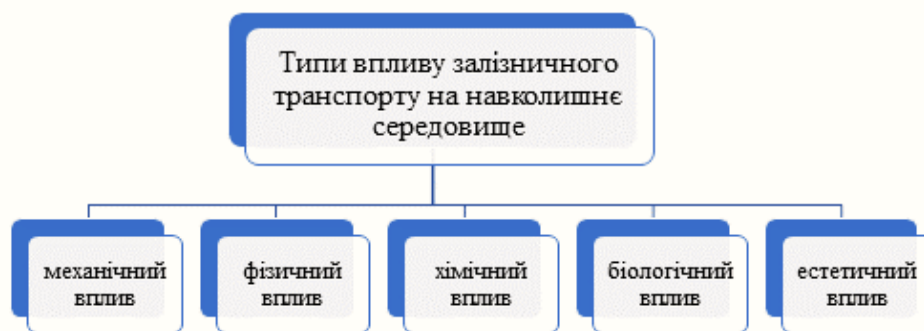 Типи впливу залізничного
транспорту на навколишнє
середовище
механічний
вплив
фізичний
вплив
хімічний
вплив
біологічний
вплив
естетичний
вплив